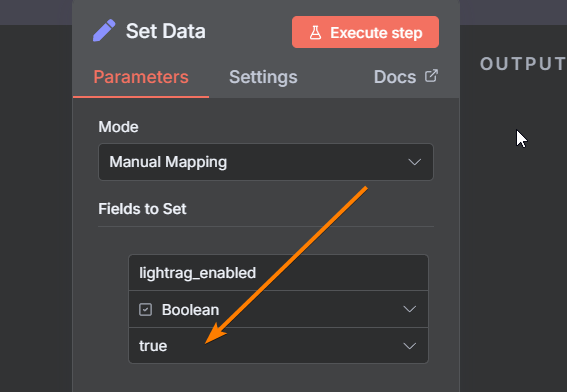 Set Data
Execute step
OUTPUT
Parameters
Settings
Docs
Mode
Manual Mapping
Fields to Set
lightrag_enabled
Boolean
true